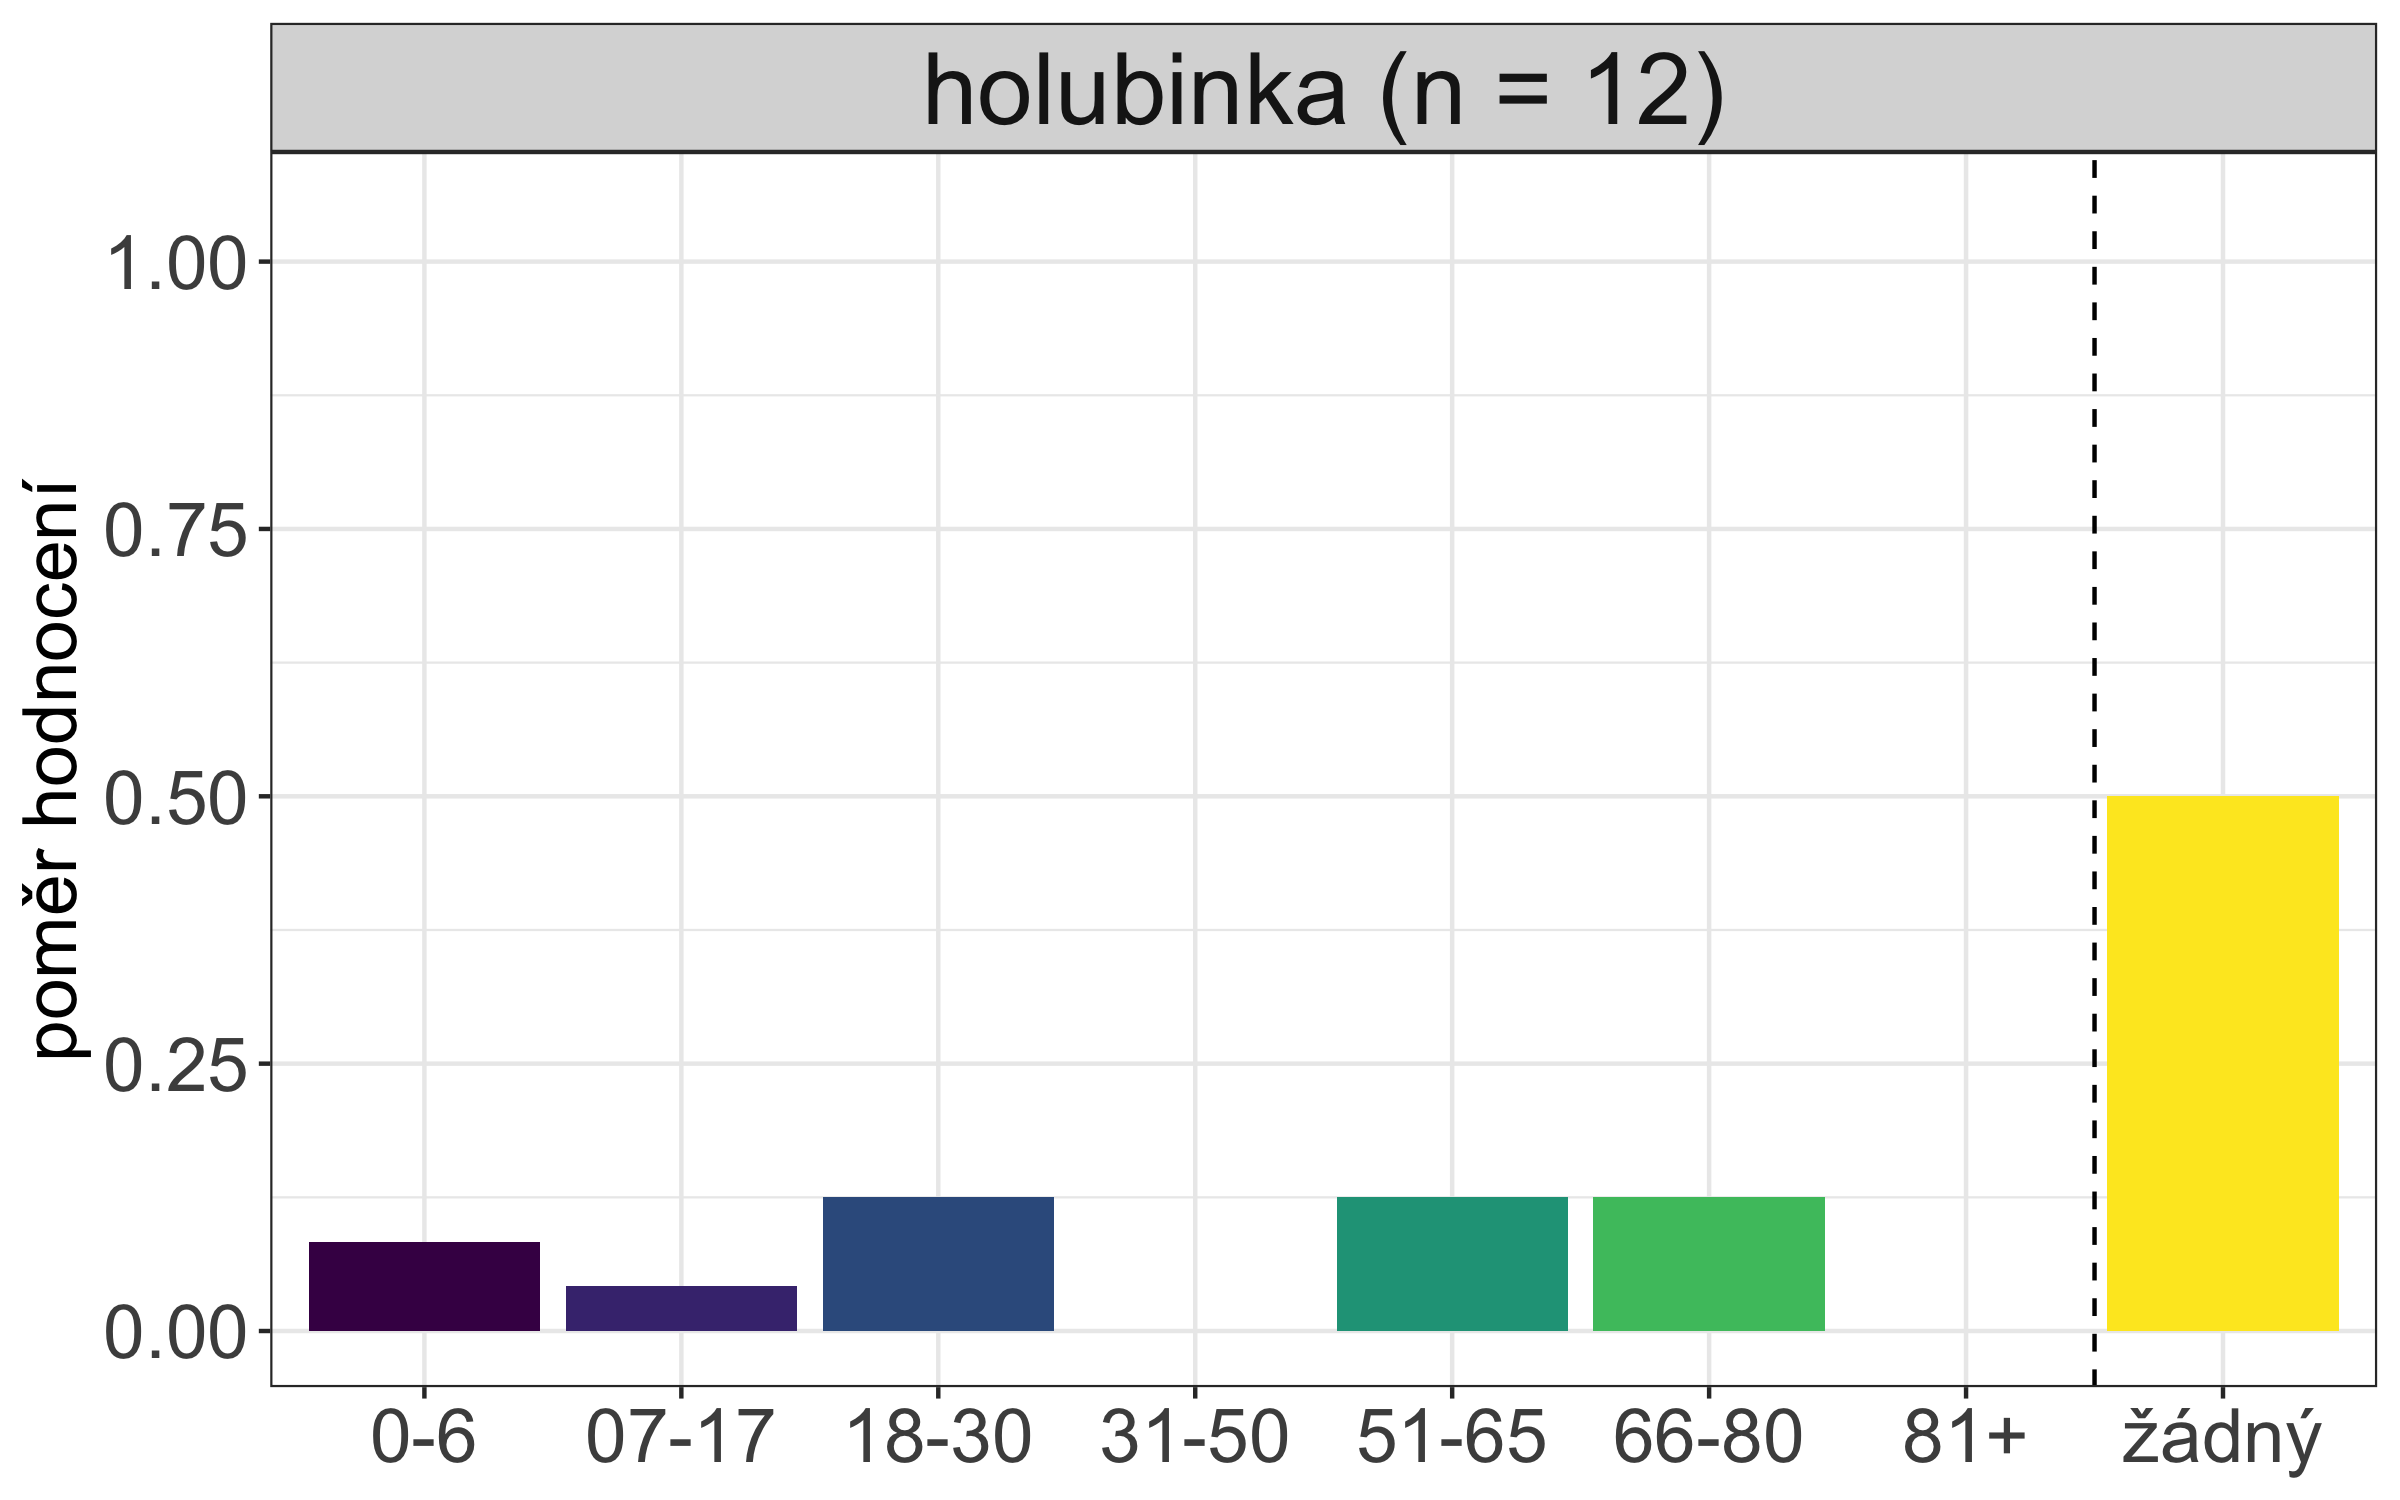 holubinka (n = 12)
poměr hodnocení
1.00
0.75
0.50
0.25
0.00
0-6 07-17 18-30 31-50 51-65 66-80 81+ žádný